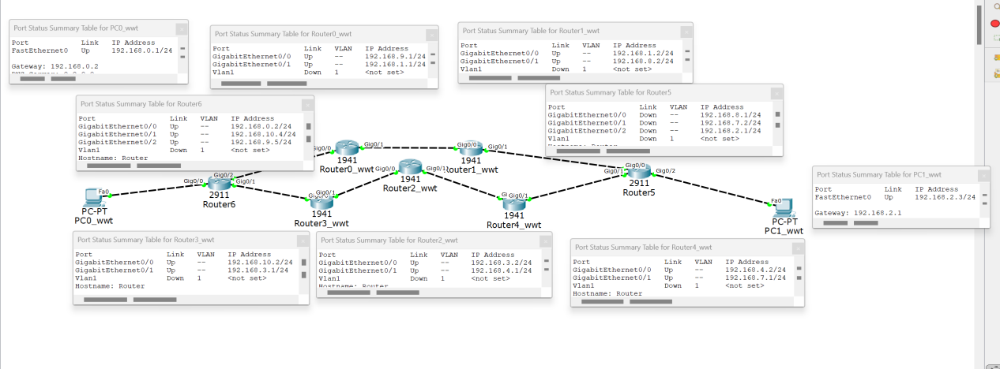 Port Status Summary Table for PC0_wwt
Port Link IP Address
FastEthernet0 Up 192.168.0.1/24
Gateway: 192.168.0.2
Port Status Summary Table for Router0_wwt
Port Link VLAN IP Address
GigabitEthernet0/0 Up -- 192.168.9.1/24
GigabitEthernet0/1 Up -- 192.168.1.1/24
Vlan1 Down 1 <not set>
Port Status Summary Table for Router1_wwt
Port Link VLAN IP Address
GigabitEthernet0/0 Up -- 192.168.1.2/24
GigabitEthernet0/1 Up -- 192.168.8.2/24
Vlan1 Down 1 <not set>
Port Status Summary Table for Router6
Port Link VLAN IP Address
GigabitEthernet0/0 Up -- 192.168.0.2/24
GigabitEthernet0/1 Up -- 192.168.10.4/24
GigabitEthernet0/2 Up -- 192.168.9.5/24
Vlan1 Down 1 <not set>
Hostname: Router
Port Status Summary Table for Router5
Port Link VLAN IP Address
GigabitEthernet0/0 Down -- 192.168.8.1/24
GigabitEthernet0/1 Down -- 192.168.7.2/24
GigabitEthernet0/2 Down -- 192.168.2.1/24
Vlan1 Down 1 <not set>
Hostname: Router
Gig0/1
1941
Router0_wwt
Gig0/0
Gig0/1
1941
Router1_wwt
Gig0/0
1941
Router2_wwt
Gig0/0
Gig0/2
Gig0/1
2911
Router6
Fa0
PC-PT
PC0_wwt
Gig0/1
1941
Router3_wwt
Gig0/1
1941
Router4_wwt
Gig0/0
Gig0/1
Gig0/2
2911
Router5
Fa0
PC-PT
PC1_wwt
Port Status Summary Table for PC1_wwt
Port Link IP Address
FastEthernet0 Up 192.168.2.3/24
Gateway: 192.168.2.1
Port Status Summary Table for Router3_wwt
Port Link VLAN IP Address
GigabitEthernet0/0 Up -- 192.168.10.2/24
GigabitEthernet0/1 Up -- 192.168.3.1/24
Vlan1 Down 1 <not set>
Hostname: Router
Port Status Summary Table for Router2_wwt
Port Link VLAN IP Address
GigabitEthernet0/0 Up -- 192.168.3.2/24
GigabitEthernet0/1 Up -- 192.168.4.1/24
Vlan1 Down 1 <not set>
Hostname: Router
Port Status Summary Table for Router4_wwt
Port Link VLAN IP Address
GigabitEthernet0/0 Up -- 192.168.4.2/24
GigabitEthernet0/1 Up -- 192.168.7.1/24
Vlan1 Down 1 <not set>
Hostname: Router